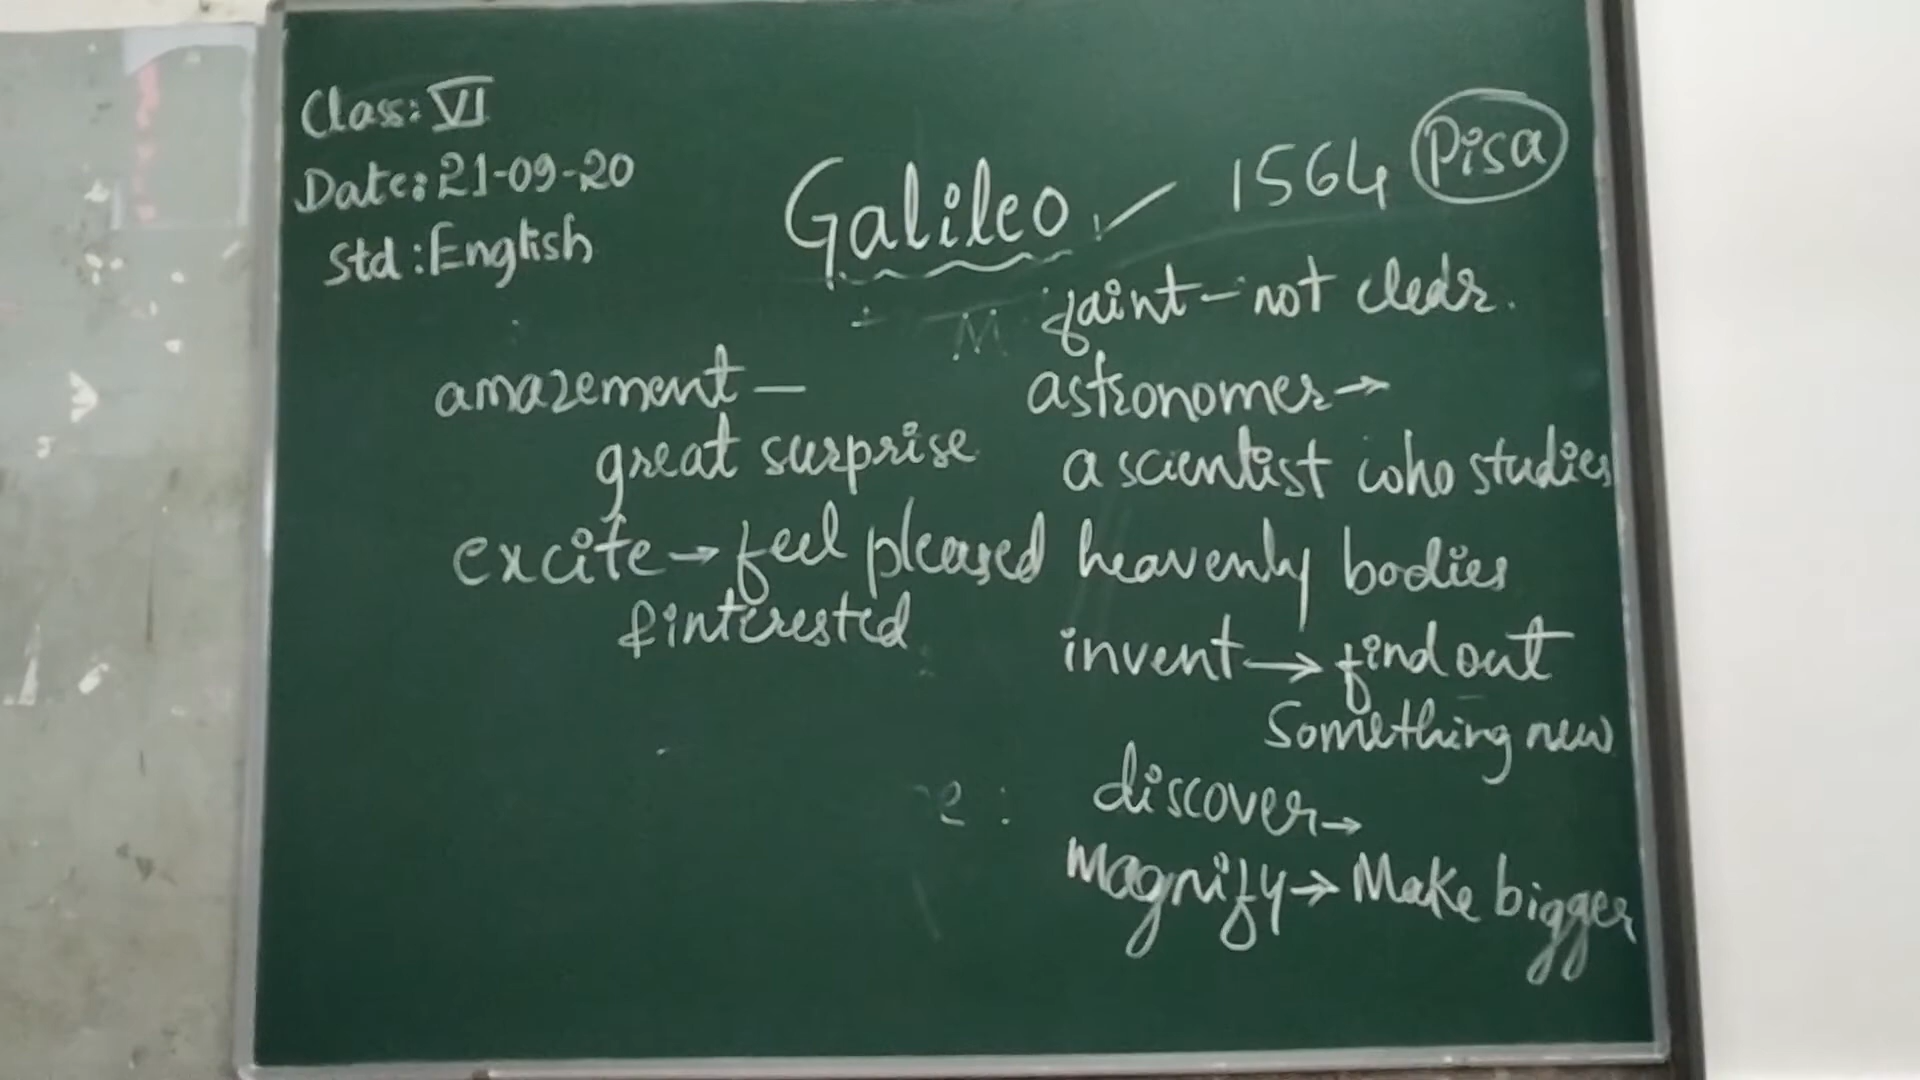 Class: VI
Date: 21-09-20
Std : English
Galileo 1564 Pisa
faint - not clear.
amazement -
great surprise
excite → feel pleased
& interested
astronomer →
a scientist who studies
heavenly bodies
invent → find out
Something new
discover →
Magnify → Make bigger